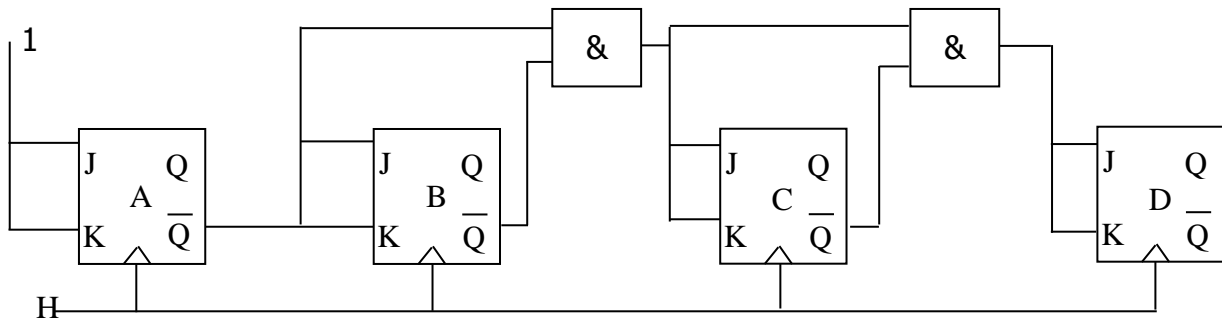 1
& &
J Q J Q J Q J Q
A B C D
K Q̅ K Q̅ K Q̅ K Q̅
H